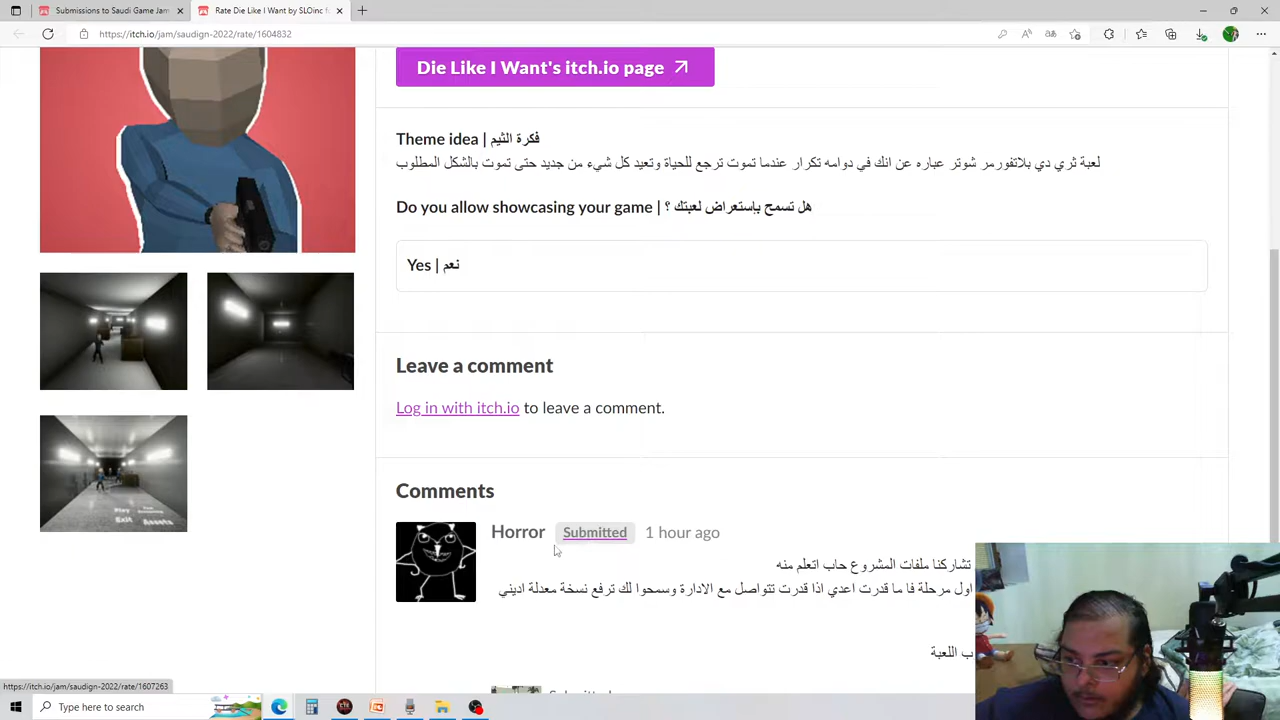 Submissions to Saudi Game Jam
Rate Die Like I Want by SLOinc f
https://itch.io/jam/saudign-2022/rate/1604832
Die Like I Want's itch.io page
Theme idea | فكرة الثيم
لعبة ثري دي بلاتفورمر شوتر عباره عن انك في دوامه تكرار عندما تموت ترجع للحياة وتعيد كل شيء من جديد حتى تموت بالشكل المطلوب
Do you allow showcasing your game | هل تسمح بإستعراض لعبتك ؟
Yes | نعم
Leave a comment
Log in with itch.io to leave a comment.
Comments
Horror Submitted 1 hour ago
تشاركنا ملفات المشروع حاب اتعلم منه
اول مرحلة فا ما قدرت اعدي اذا قدرت تتواصل مع الادارة وسمحوا لك ترفع نسخة معدلة اديني
ب اللعبة
Play
Exit
Assets
https://itch.io/jam/saudign-2022/rate/1607263
Submitted
Type here to search